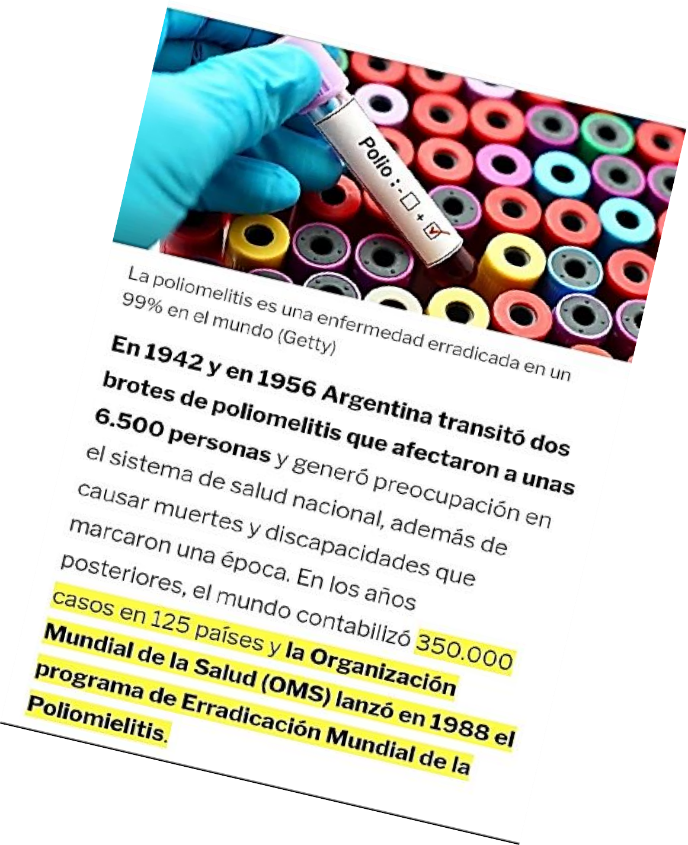 Polio :
-
+
La poliomelitis es una enfermedad erradicada en un
99% en el mundo (Getty)
En 1942 y en 1956 Argentina transitó dos
brotes de poliomelitis que afectaron a unas
6.500 personas y generó preocupación en
el sistema de salud nacional, además de
causar muertes y discapacidades que
marcaron una época. En los años
posteriores, el mundo contabilizó 350.000
casos en 125 países y la Organización
Mundial de la Salud (OMS) lanzó en 1988 el
programa de Erradicación Mundial de la
Poliomielitis.